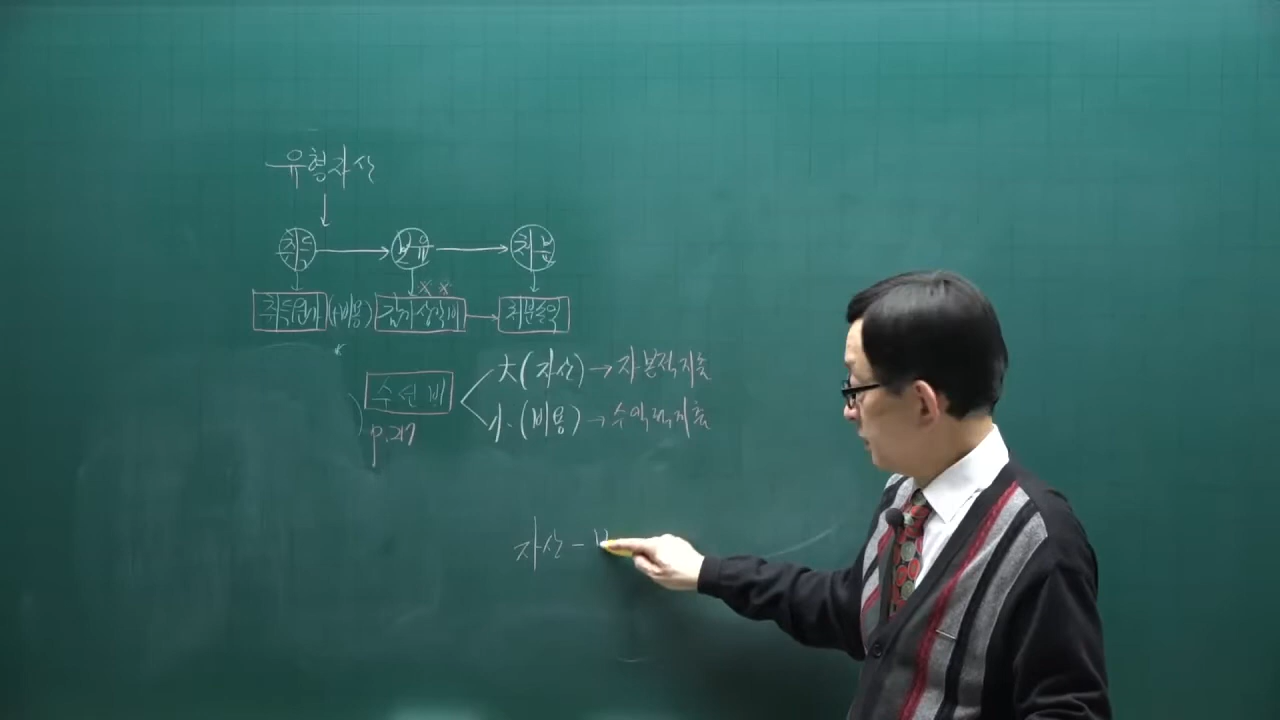 유형자산
취득 → 보유 → 처분
취득원가 (+비용) 감가상각비 → 처분손익
수선비
大 (자산) → 자본적지출
小. (비용) → 수익적지출
p.217
자산 - ㅂ